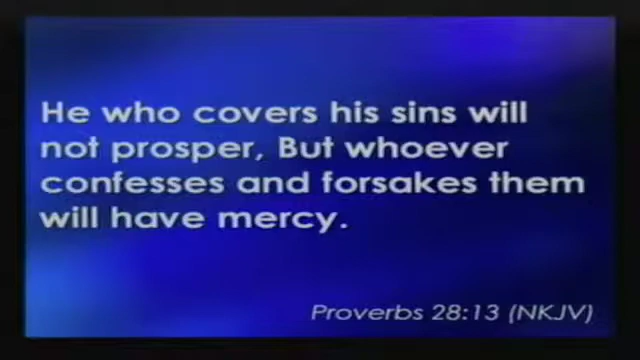 He who covers his sins will
not prosper, But whoever
confesses and forsakes them
will have mercy.
Proverbs 28:13 (NKJV)